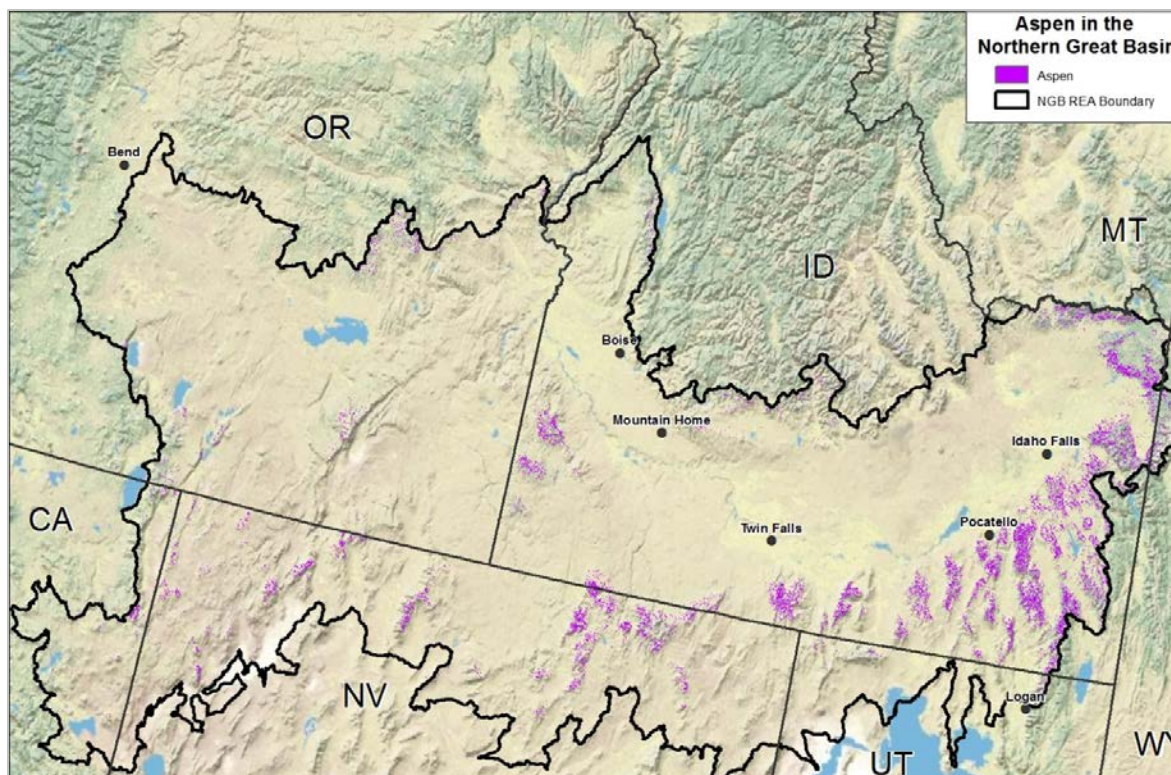 Aspen in the
Northern Great Basin
Aspen
NGB REA Boundary
OR
Bend
MT
ID
Boise
Mountain Home
Idaho Falls
CA
Twin Falls
Pocatello
NV
Logan
UT
WY